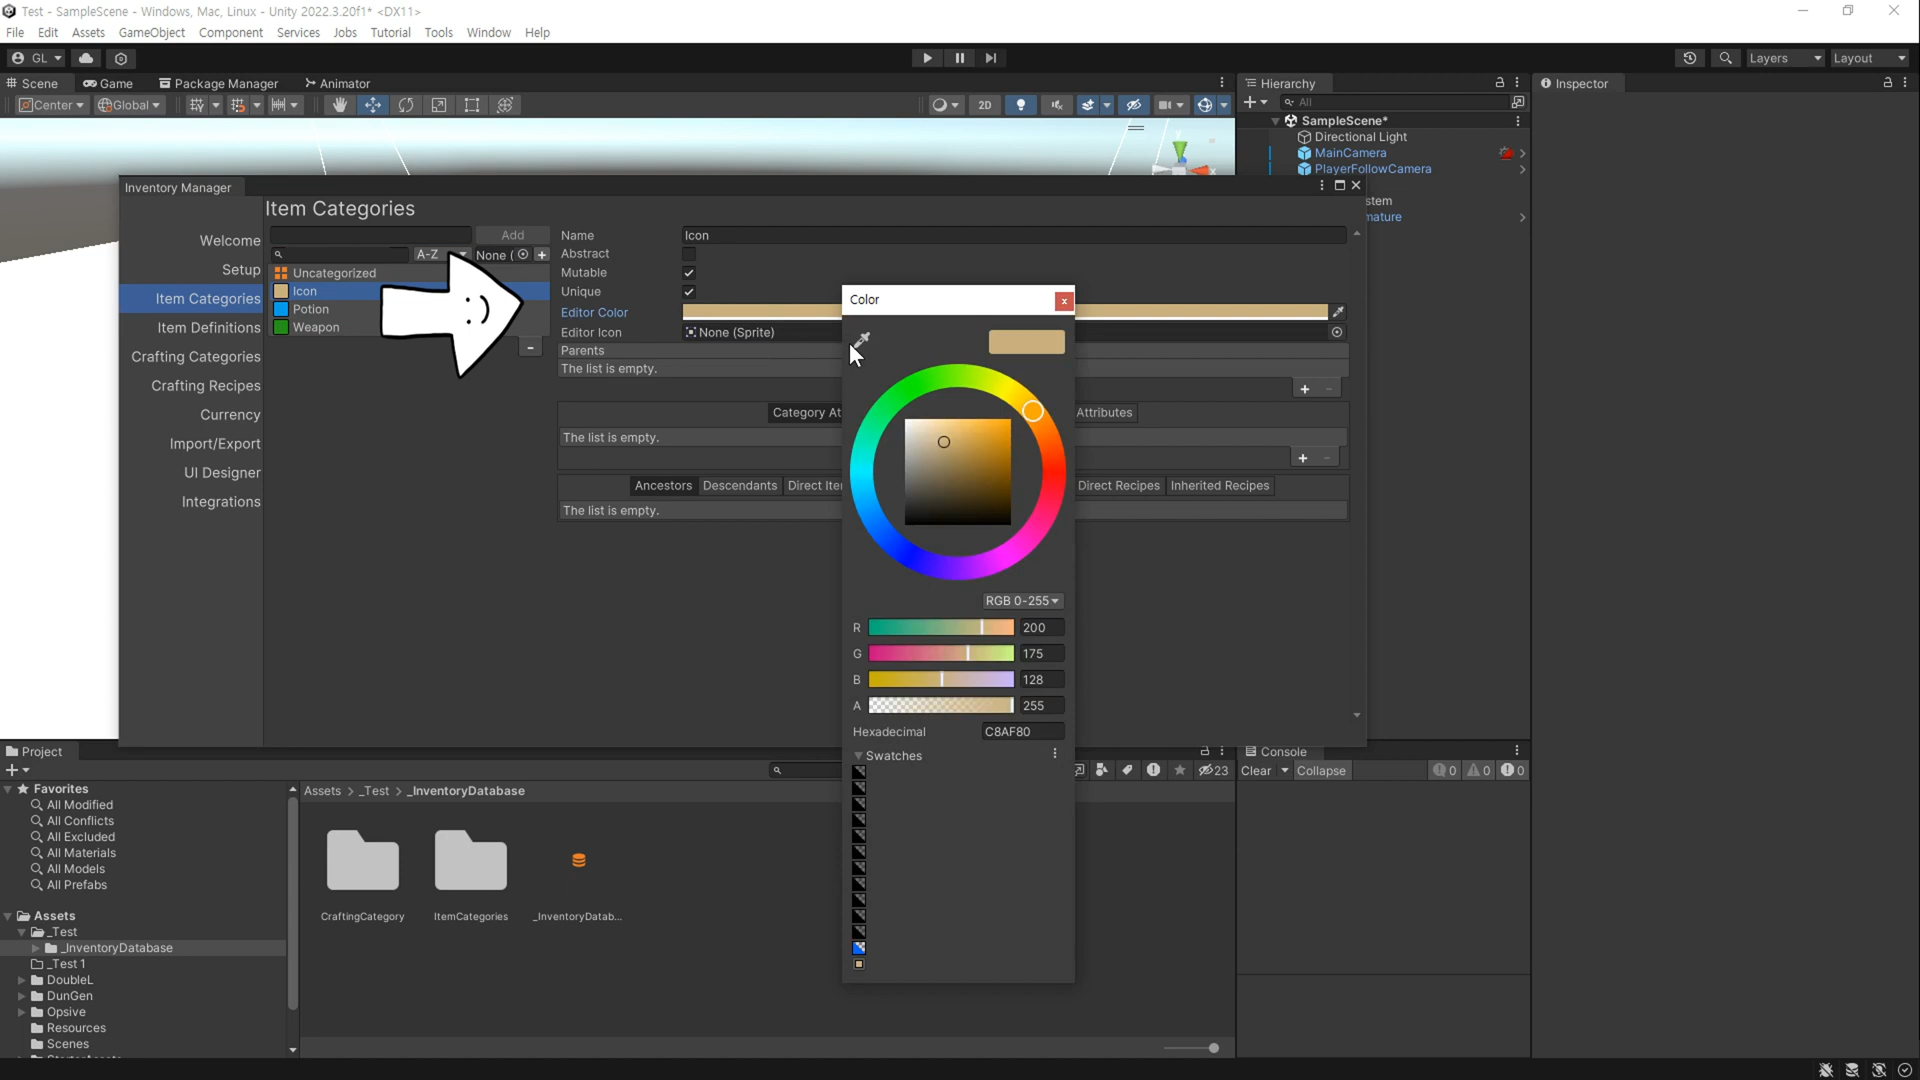 Test - SampleScene - Windows, Mac, Linux - Unity 2022.3.20f1* <DX11>
File Edit Assets GameObject Component Services Jobs Tutorial Tools Window Help
GL Layers Layout
Scene Game Package Manager Animator
Center Global 2D
Hierarchy
All
SampleScene*
Directional Light
MainCamera
PlayerFollowCamera
stem
nature
Inspector
Inventory Manager
Item Categories
Welcome
Setup
Item Categories
Item Definitions
Crafting Categories
Crafting Recipes
Currency
Import/Export
UI Designer
Integrations
Add
A-Z None (
Uncategorized
Icon
Potion
Weapon
Name Icon
Abstract
Mutable
Unique
Editor Color
Editor Icon None (Sprite)
Parents
The list is empty.
Category At Attributes
The list is empty.
Ancestors Descendants Direct Ite Direct Recipes Inherited Recipes
The list is empty.
Color
x
RGB 0-255
R 200
G 175
B 128
A 255
Hexadecimal C8AF80
Swatches
Project
23
Favorites
All Modified
All Conflicts
All Excluded
All Materials
All Models
All Prefabs
Assets
_Test
_InventoryDatabase
_Test 1
DoubleL
DunGen
Opsive
Resources
Scenes
Assets > _Test > _InventoryDatabase
CraftingCategory ItemCategories _InventoryDatab...
Console
Clear Collapse 0 0 0